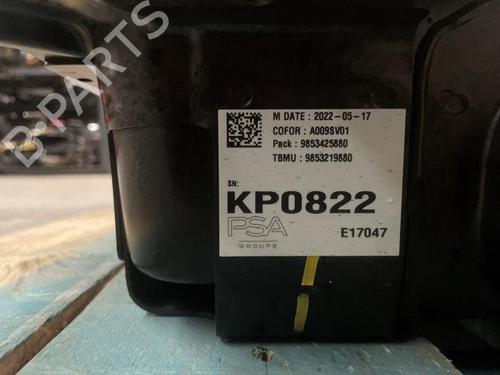 B-PARTS
M DATE : 2022-05-17
COFOR : A009SV01
Pack : 9853425880
TBMU : 9853219880
SN:
KP0822
PSA
GROUPE
E17047